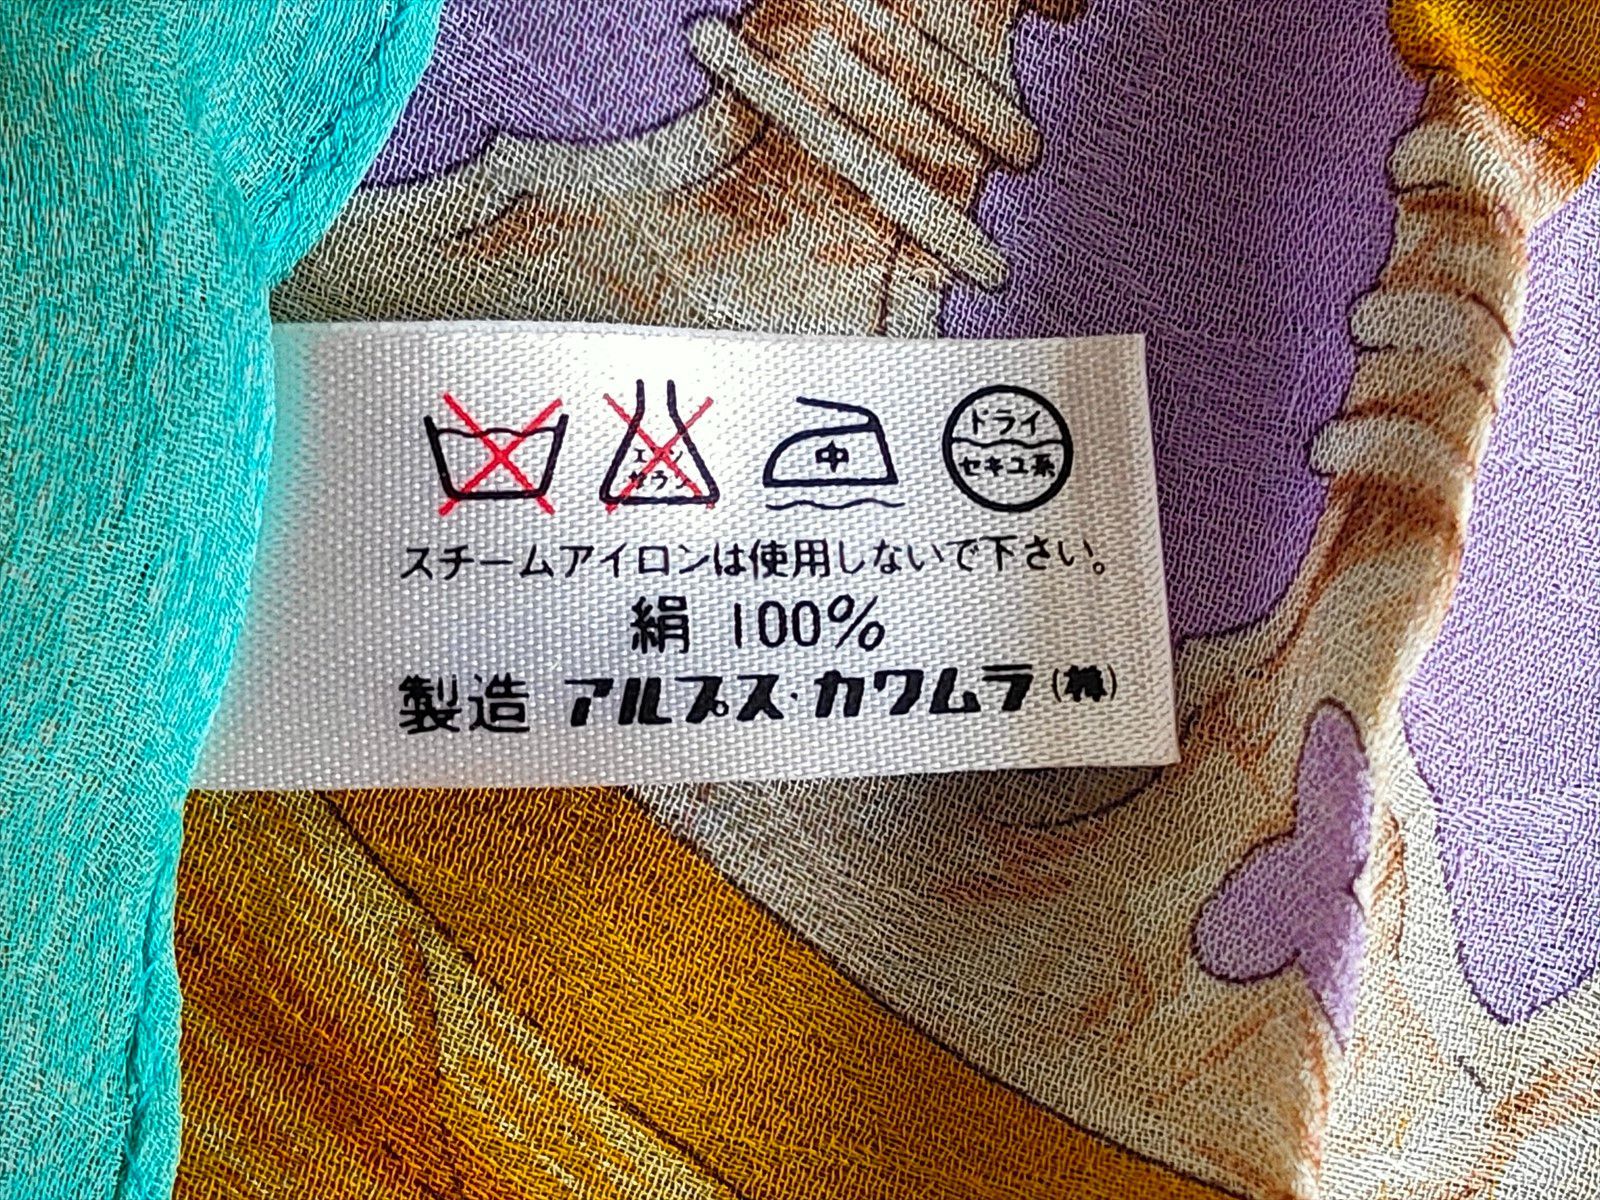 エンソ
サラシ
中
ドライ
セキユ系
スチームアイロンは使用しないで下さい。
絹 100%
製造 アルプス·カワムラ(株)